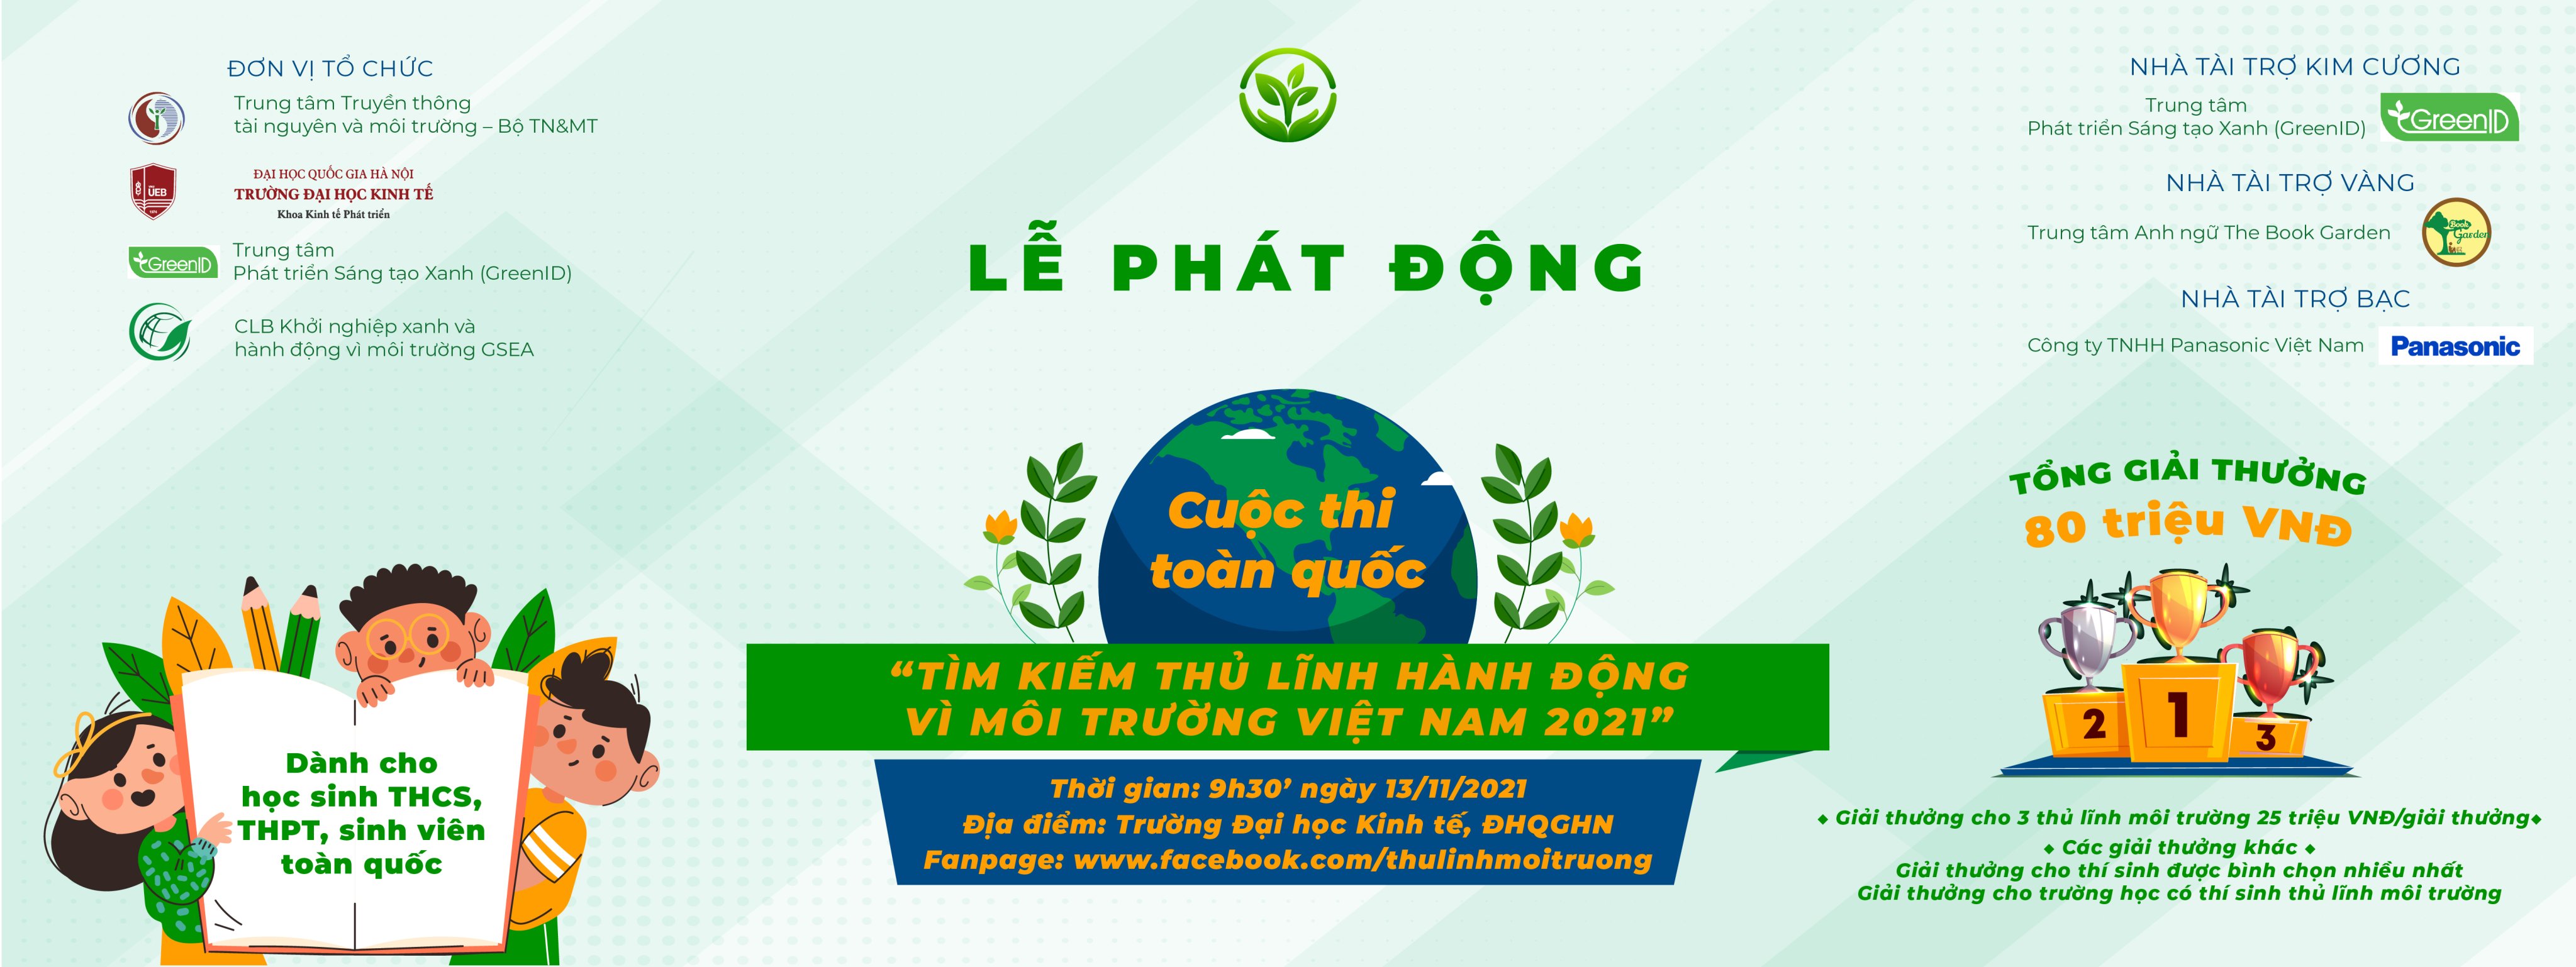 ĐƠN VỊ TỔ CHỨC
Trung tâm Truyền thông
tài nguyên và môi trường – Bộ TN&MT
UEB
1974
ĐẠI HỌC QUỐC GIA HÀ NỘI
TRƯỜNG ĐẠI HỌC KINH TẾ
Khoa Kinh tế Phát triển
GreenID
Trung tâm
Phát triển Sáng tạo Xanh (GreenID)
CLB Khởi nghiệp xanh và
hành động vì môi trường GSEA
LỄ PHÁT ĐỘNG
Cuộc thi
toàn quốc
“TÌM KIẾM THỦ LĨNH HÀNH ĐỘNG
VÌ MÔI TRƯỜNG VIỆT NAM 2021”
Thời gian: 9h30’ ngày 13/11/2021
Địa điểm: Trường Đại học Kinh tế, ĐHQGHN
Fanpage: www.facebook.com/thulinhmoitruong
Dành cho
học sinh THCS,
THPT, sinh viên
toàn quốc
NHÀ TÀI TRỢ KIM CƯƠNG
Trung tâm
Phát triển Sáng tạo Xanh (GreenID)
GreenID
NHÀ TÀI TRỢ VÀNG
Trung tâm Anh ngữ The Book Garden
Book
Garden
NHÀ TÀI TRỢ BẠC
Công ty TNHH Panasonic Việt Nam
Panasonic
TỔNG GIẢI THƯỞNG
80 triệu VNĐ
2 1 3
◆ Giải thưởng cho 3 thủ lĩnh môi trường 25 triệu VNĐ/giải thưởng◆
◆ Các giải thưởng khác ◆
Giải thưởng cho thí sinh được bình chọn nhiều nhất
Giải thưởng cho trường học có thí sinh thủ lĩnh môi trường